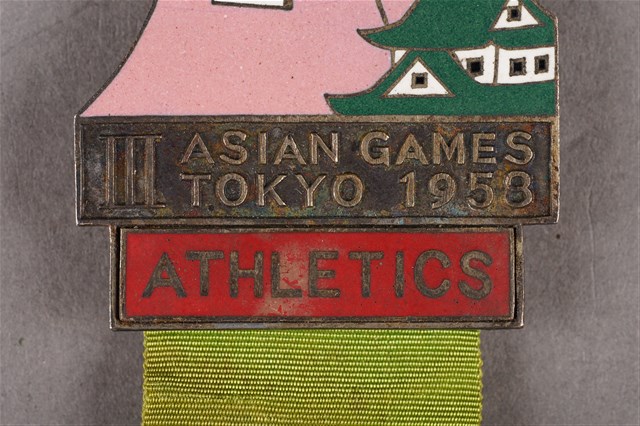 III ASIAN GAMES
TOKYO 1958
ATHLETICS